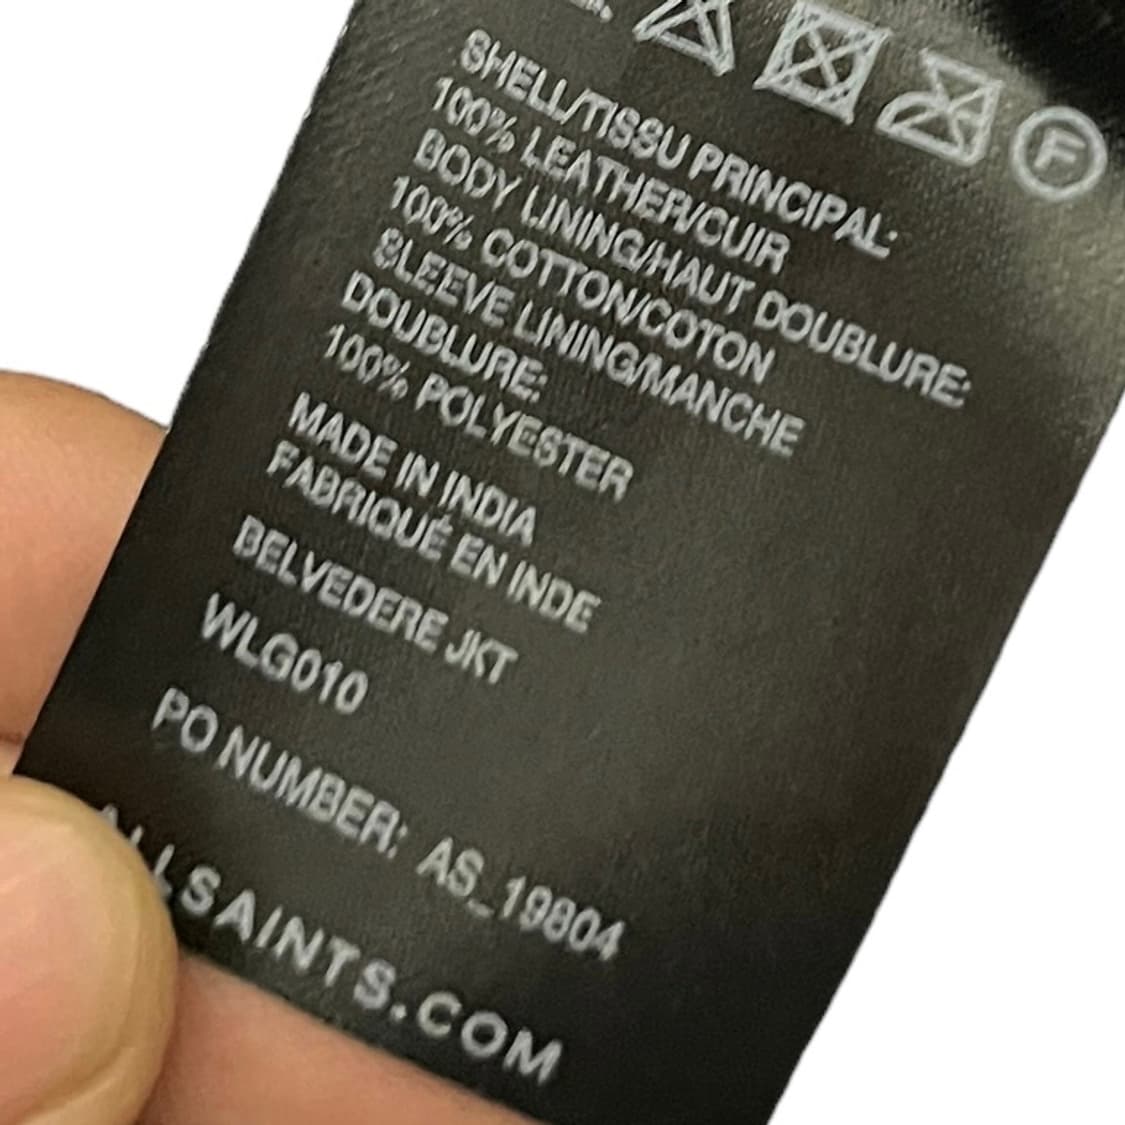 F
SHELL/TISSU PRINCIPAL:
100% LEATHER/CUIR
BODY LINING/HAUT DOUBLURE:
100% COTTON/COTON
SLEEVE LINING/MANCHE
DOUBLURE:
100% POLYESTER
MADE IN INDIA
FABRIQUÉ EN INDE
BELVEDERE JKT
WLG010
PO NUMBER: AS_19804
ALLSAINTS.COM